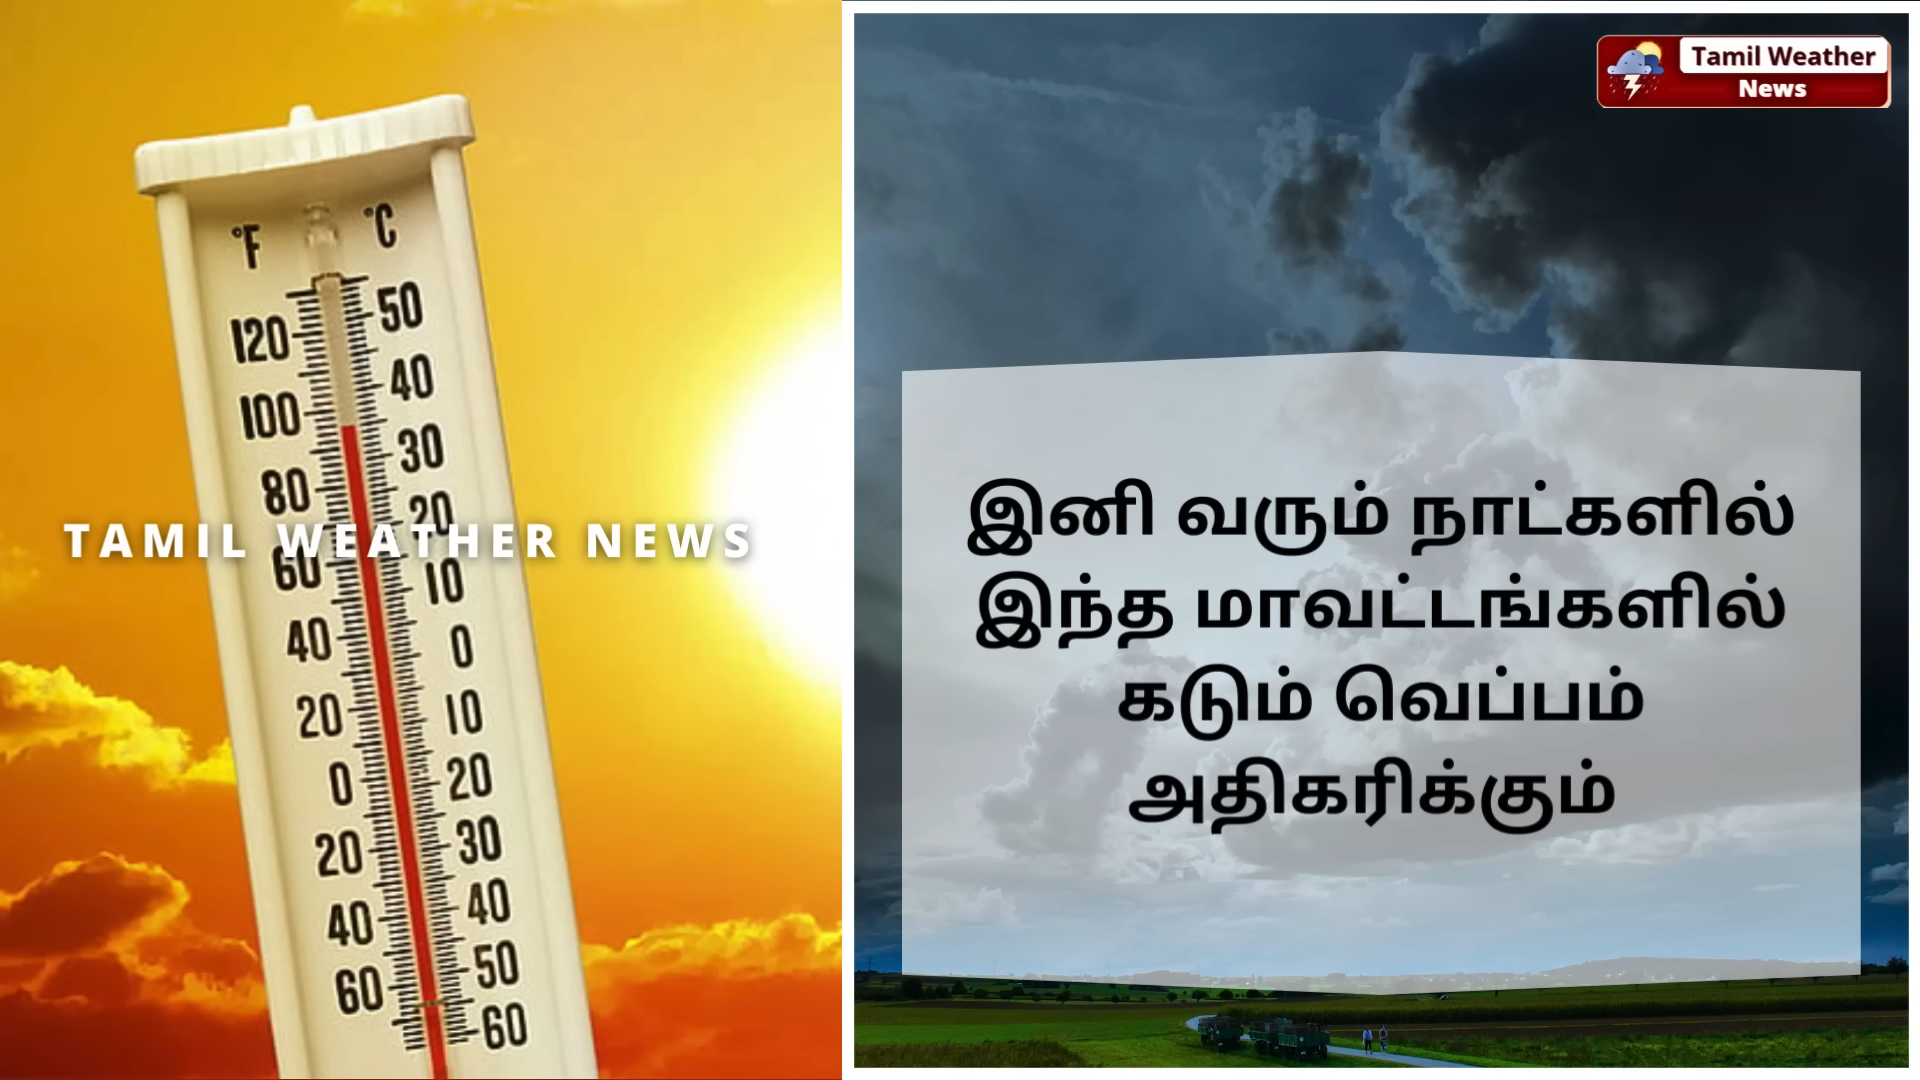 °F °C
120 50
100 40
80 30
60 20
40 10
20 0
0 10
20 20
40 30
60 40
50
60
TAMIL WEATHER NEWS
Tamil Weather
News
இனி வரும் நாட்களில்
இந்த மாவட்டங்களில்
கடும் வெப்பம்
அதிகரிக்கும்